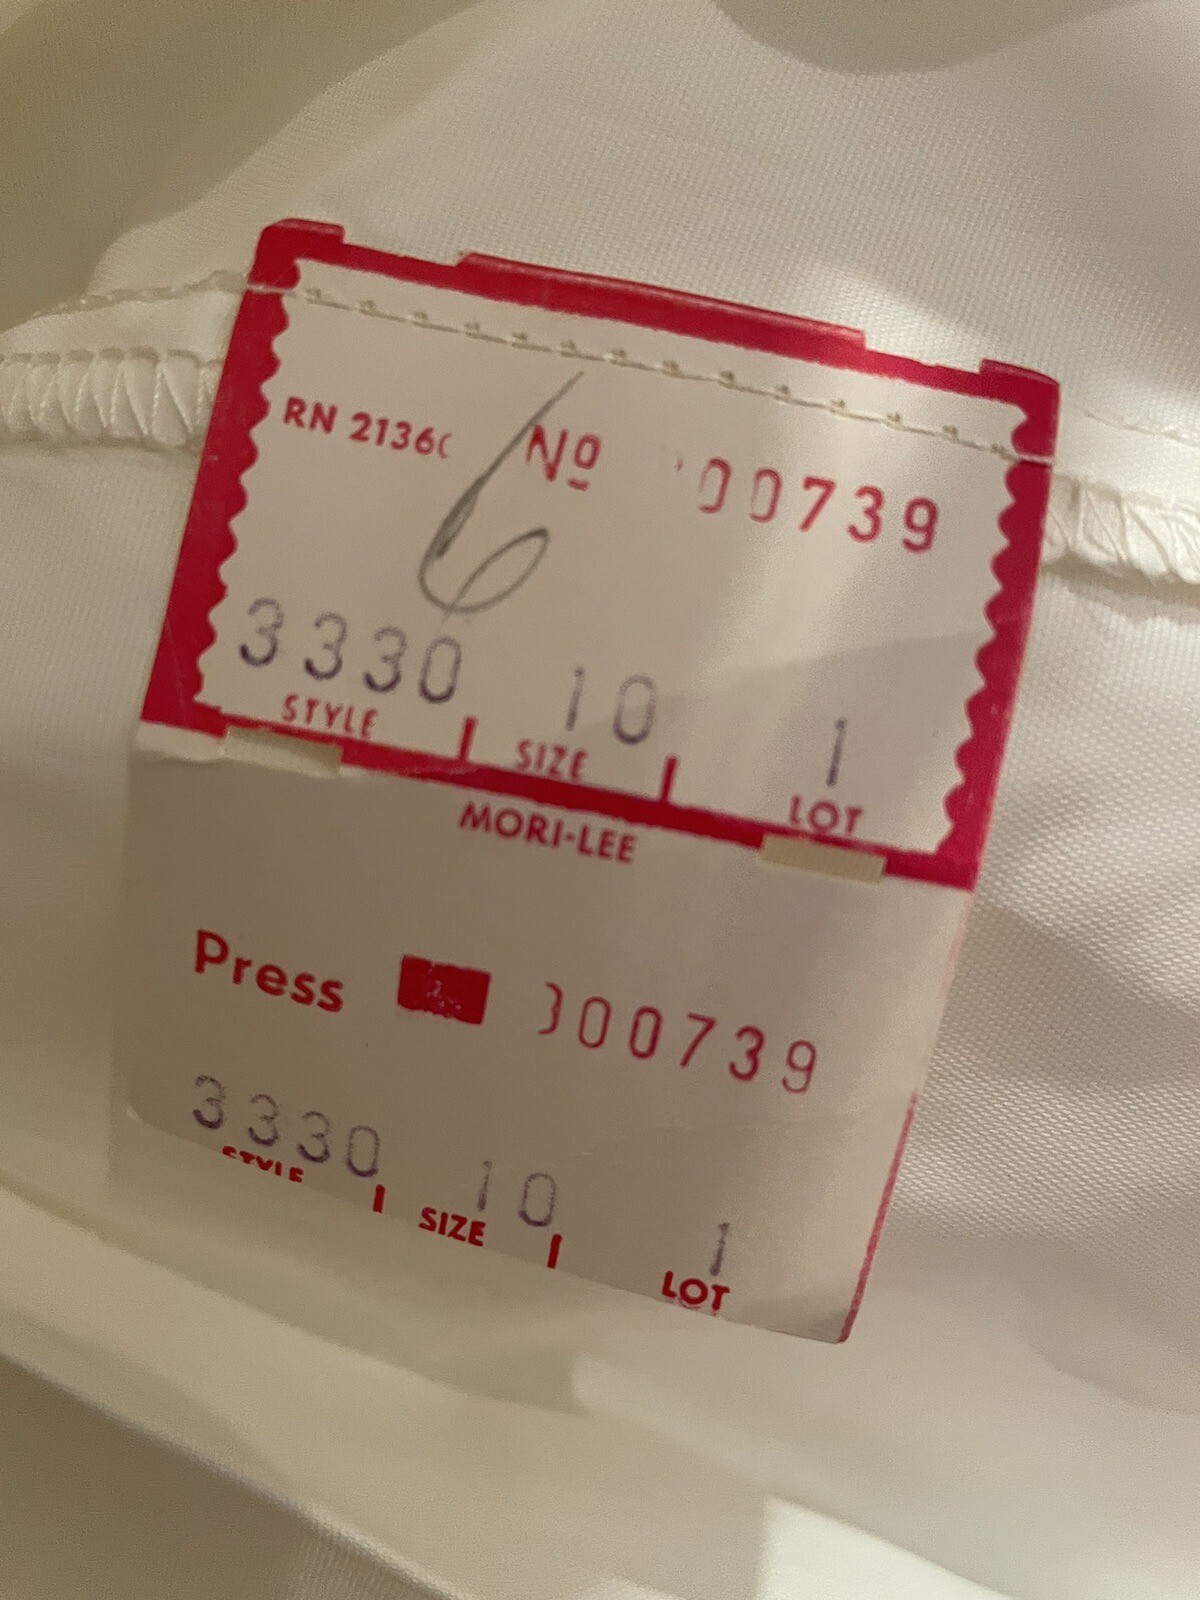 RN 2136 Nº 00739
6
3330 10 1
STYLE SIZE LOT
MORI-LEE
Press 00739
3330 10 1
STYLE SIZE LOT